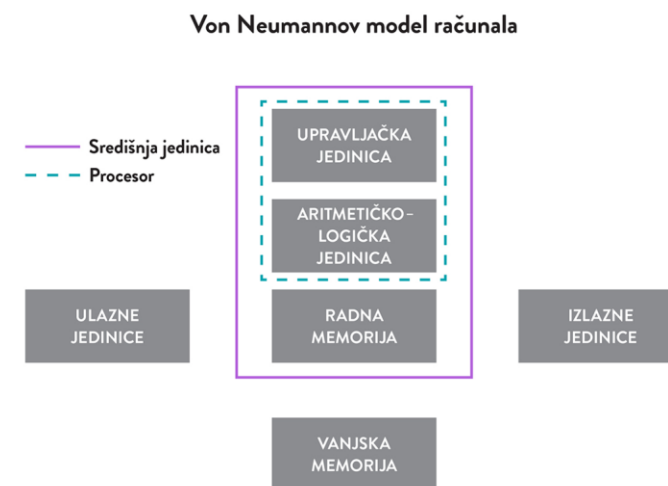 Von Neumannov model računala
Središnja jedinica
Procesor
UPRAVLJAČKA
JEDINICA
ARITMETIČKO-
LOGIČKA
JEDINICA
ULAZNE
JEDINICE
RADNA
MEMORIJA
IZLAZNE
JEDINICE
VANJSKA
MEMORIJA